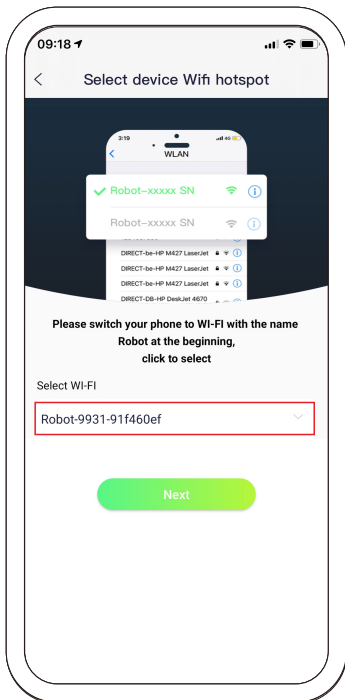 09:18
Select device Wifi hotspot
3:19
4G
WLAN
Robot-xxxxx SN
Robot-xxxxx SN
DIRECT-be-HP M427 LaserJet
DIRECT-be-HP M427 LaserJet
DIRECT-be-HP M427 LaserJet
DIRECT-DB-HP DeskJet 4670
Please switch your phone to WI-FI with the name
Robot at the beginning,
click to select
Select WI-FI
Robot-9931-91f460ef
Next